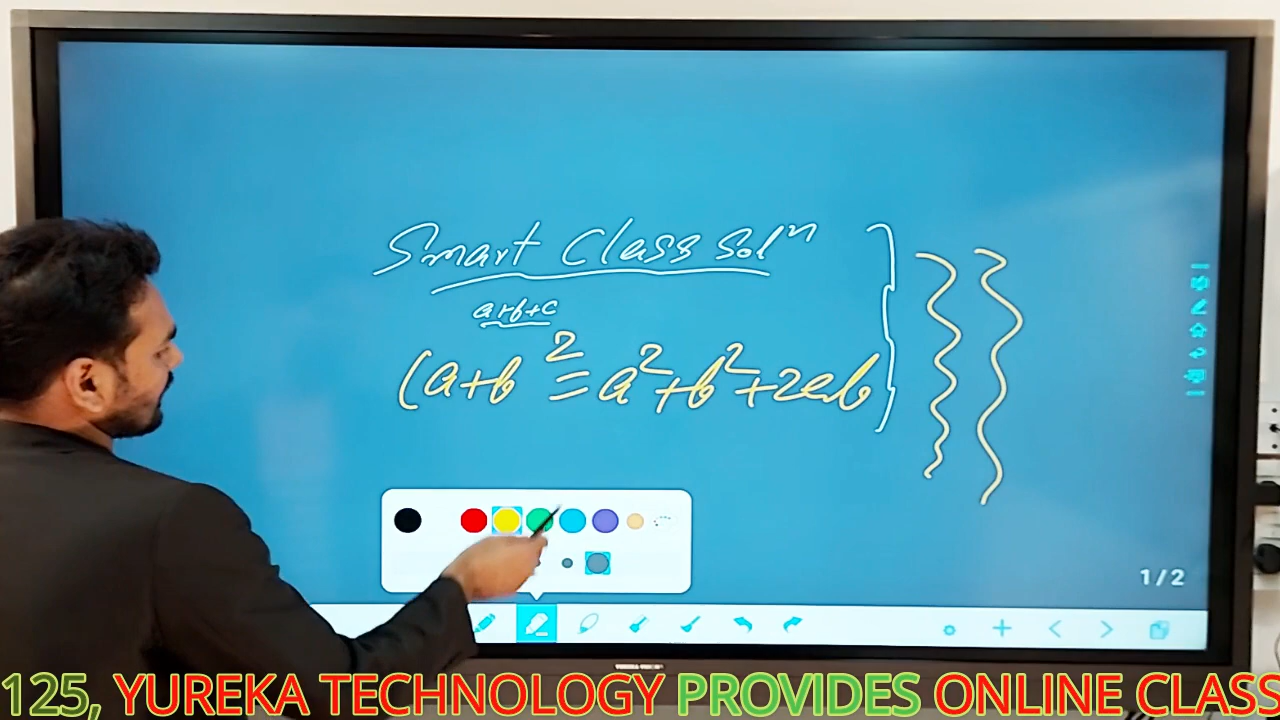 Smart Class Solⁿ
a+b+c
(a+b ² = a²+b²+2ab
1/2
125, YUREKA TECHNOLOGY PROVIDES ONLINE CLASS